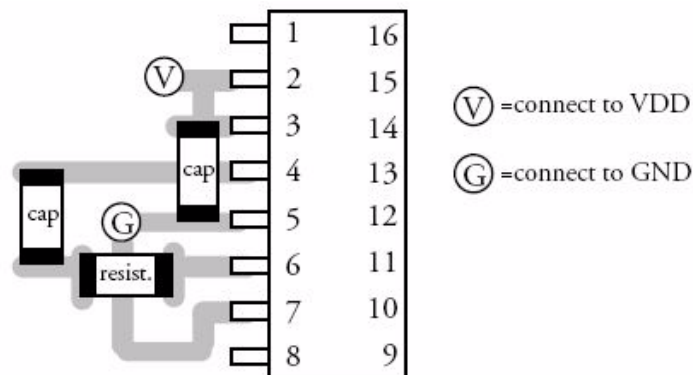 1 16
V 2 15
3 14
cap 4 13
cap G 5 12
resist. 6 11
7 10
8 9
V =connect to VDD
G =connect to GND